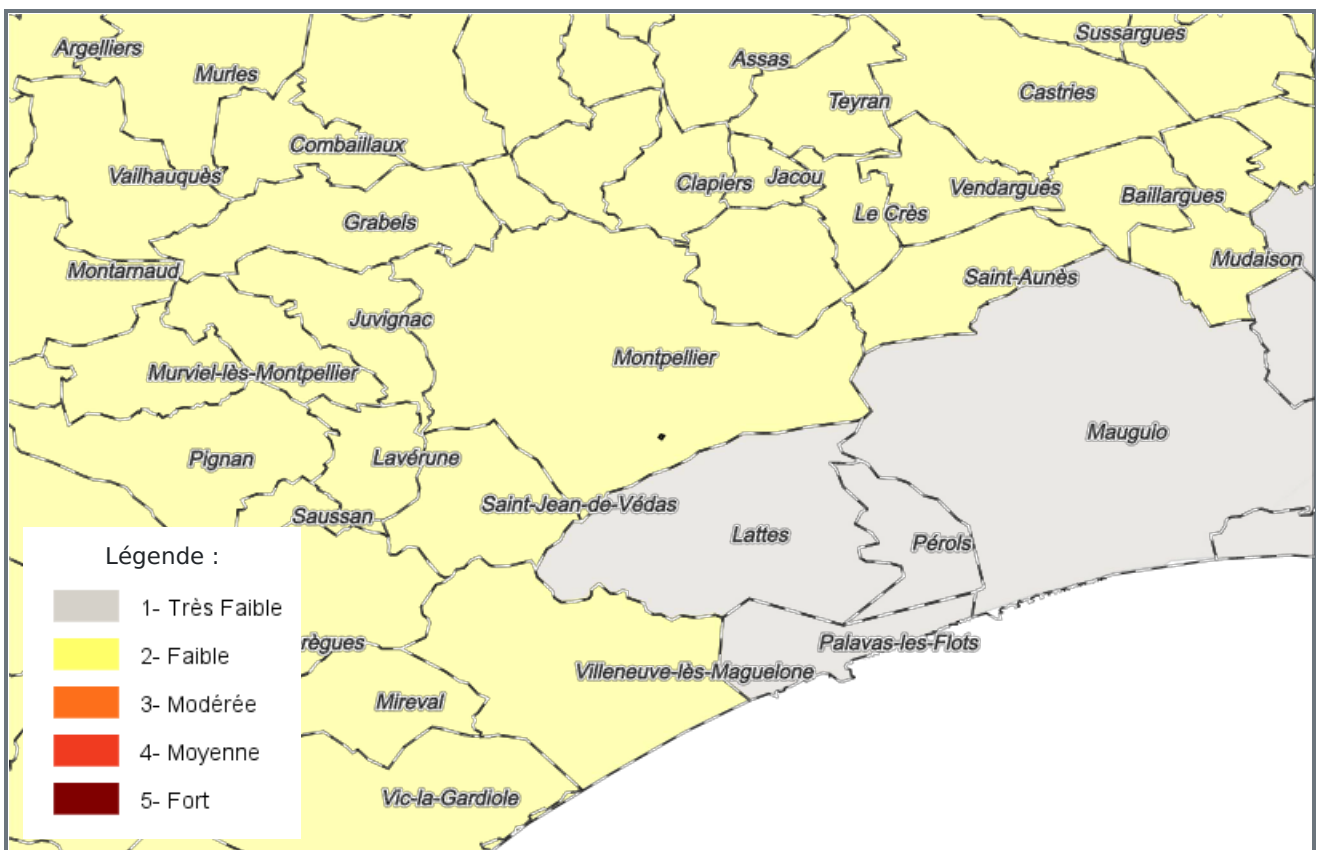 Sussargues
Argelliers
Assas
Murles
Castries
Teyran
Combaillaux
Vailhauquès
Jacou
Clapiers
Vendargues
Baillargues
Le Crès
Grabels
Mudaison
Montarnaud
Saint-Aunès
Juvignac
Montpellier
Murviel-lès-Montpellier
Mauguio
Pignan
Lavérune
Saint-Jean-de-Védas
Saussan
Lattes
Pérols
Légende :
1- Très Faible
2- Faible
3- Modérée
4- Moyenne
5- Fort
règues
Palavas-les-Flots
Villeneuve-lès-Maguelone
Mireval
Vic-la-Gardiole